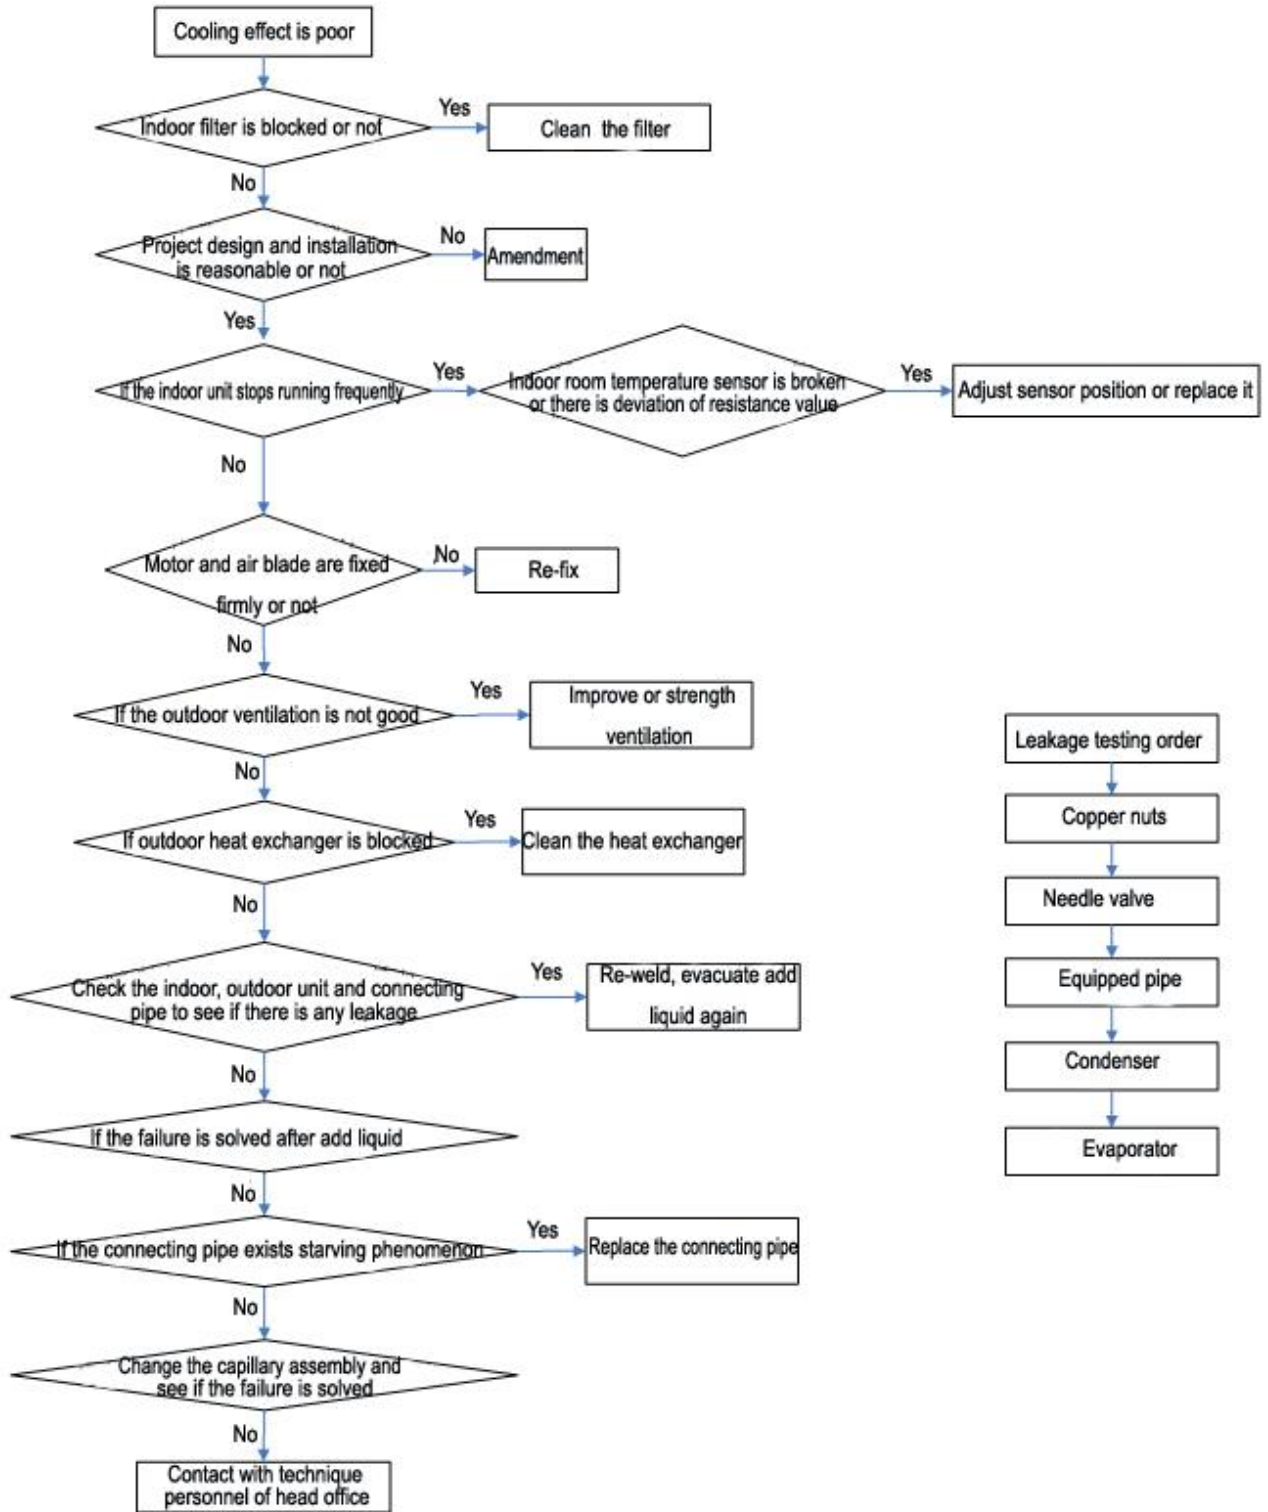 Cooling effect is poor
Indoor filter is blocked or not
Yes
Clean the filter
No
Project design and installation
is reasonable or not
No
Amendment
Yes
If the indoor unit stops running frequently
Yes
Indoor room temperature sensor is broken
or there is deviation of resistance value
Yes
Adjust sensor position or replace it
No
Motor and air blade are fixed
firmly or not
No
Re-fix
No
If the outdoor ventilation is not good
Yes
Improve or strength
ventilation
No
If outdoor heat exchanger is blocked
Yes
Clean the heat exchanger
No
Check the indoor, outdoor unit and connecting
pipe to see if there is any leakage
Yes
Re-weld, evacuate add
liquid again
No
If the failure is solved after add liquid
No
If the connecting pipe exists starving phenomenon
Yes
Replace the connecting pipe
No
Change the capillary assembly and
see if the failure is solved
No
Contact with technique
personnel of head office
Leakage testing order
Copper nuts
Needle valve
Equipped pipe
Condenser
Evaporator